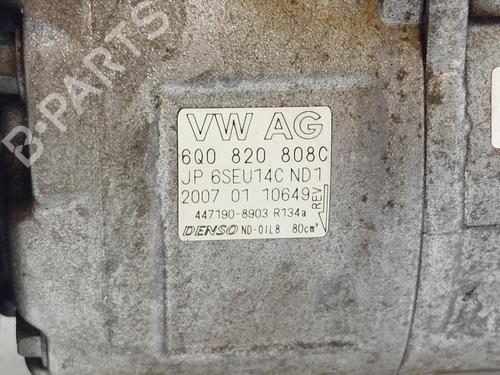 B-PARTS
VW AG
6Q0 820 808C
JP 6SEU14C ND1
2007 01 10649
REV
447190-8903 R134a
DENSO ND-OIL8 80cm³